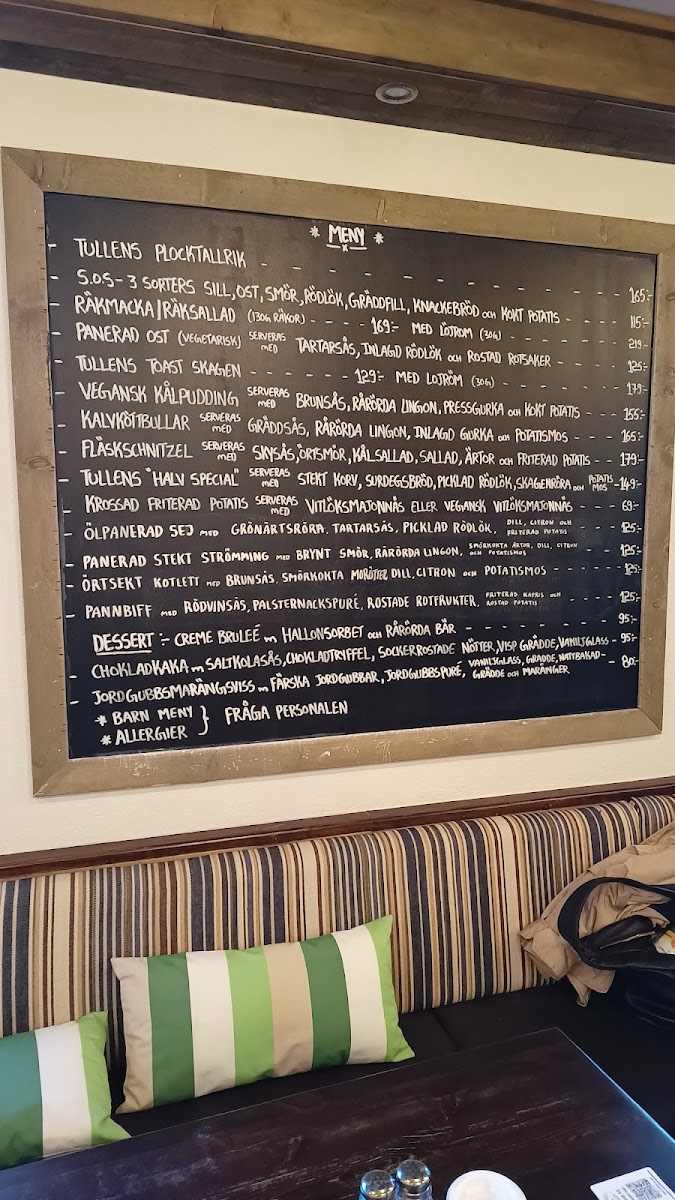 * MENY *
- TULLENS PLOCKTALLRIK - - - - - - - - - - - 165:-
- S.O.S - 3 SORTERS SILL, OST, SMÖR, RÖDLÖK, GRÄDDFILL, KNÄCKEBRÖD OCH KOKT POTATIS - - - 115:-
- RÄKMACKA/RÄKSALLAD (130G RÄKOR) - - - - 169:- MED LÖJROM (30G) - - - - - 219:-
- PANERAD OST (VEGETARISK) SERVERAS MED TARTARSÅS, INLAGD RÖDLÖK OCH ROSTAD ROTSAKER - - - 125:-
- TULLENS TOAST SKAGEN - - - - - - 129:- MED LOJRÖM (30G) - - - - - - 179:-
- VEGANSK KÅLPUDDING SERVERAS MED BRUNSÅS, RÅRÖRDA LINGON, PRESSGURKA OCH KOKT POTATIS - - - 155:-
- KALVKÖTTBULLAR SERVERAS MED GRÄDDSÅS, RÅRÖRDA LINGON, INLAGD GURKA OCH POTATISMOS - - - 165:-
- FLÄSKSCHNITZEL SERVERAS MED SKYSÅS, ÖRTSMÖR, KÅLSALLAD, SALLAD, ÄRTOR OCH FRITERAD POTATIS - - 179:-
- TULLENS "HALV SPECIAL" SERVERAS MED STEKT KORV, SURDEGSBRÖD, PICKLAD RÖDLÖK, SKAGENRÖRA OCH POTATISMOS - 149:-
- KROSSAD FRITERAD POTATIS SERVERAS MED VITLÖKSMAJONNÄS ELLER VEGANSK VITLÖKSMAJONNÄS - - - 69:-
- ÖLPANERAD SEJ MED GRÖNÄRTSRÖRA, TARTARSÅS, PICKLAD RÖDLÖK, DILL, CITRON OCH FRITERAD POTATIS - - - 125:-
- PANERAD STEKT STRÖMMING MED BRYNT SMÖR, RÅRÖRDA LINGON, SMÖRKOKTA ÄRTOR, DILL, CITRON OCH POTATISMOS - - - 125:-
- ÖRTSEKT KOTLETT MED BRUNSÅS, SMÖRKOKTA MOROTTER DILL, CITRON OCH POTATISMOS - - - - 125:-
- PANNBIFF MED RÖDVINSÅS, PALSTERNACKSPURÉ, ROSTADE ROTFRUKTER, FRITERAD KAPRIS OCH ROSTAD POTATIS - - - 125:-
DESSERT :- CREME BRULEÉ M HALLONSORBET OCH RÅRÖRDA BÄR - - - - - - 95:-
- CHOKLADKAKA M SALTKOLASÅS, CHOKLADTRYFFEL, SOCKERROSTADE NÖTTER, VISP GRÄDDE, VANILJGLASS - 95:-
- JORDGUBBSMARÄNGSVISS M FÄRSKA JORDGUBBAR, JORDGUBBSPURÉ, VANILJGLASS, GRÄDDE, NATTBAKAD- GRÄDDE OCH MARÄNGER - 80:-
* BARN MENY
* ALLERGIER } FRÅGA PERSONALEN